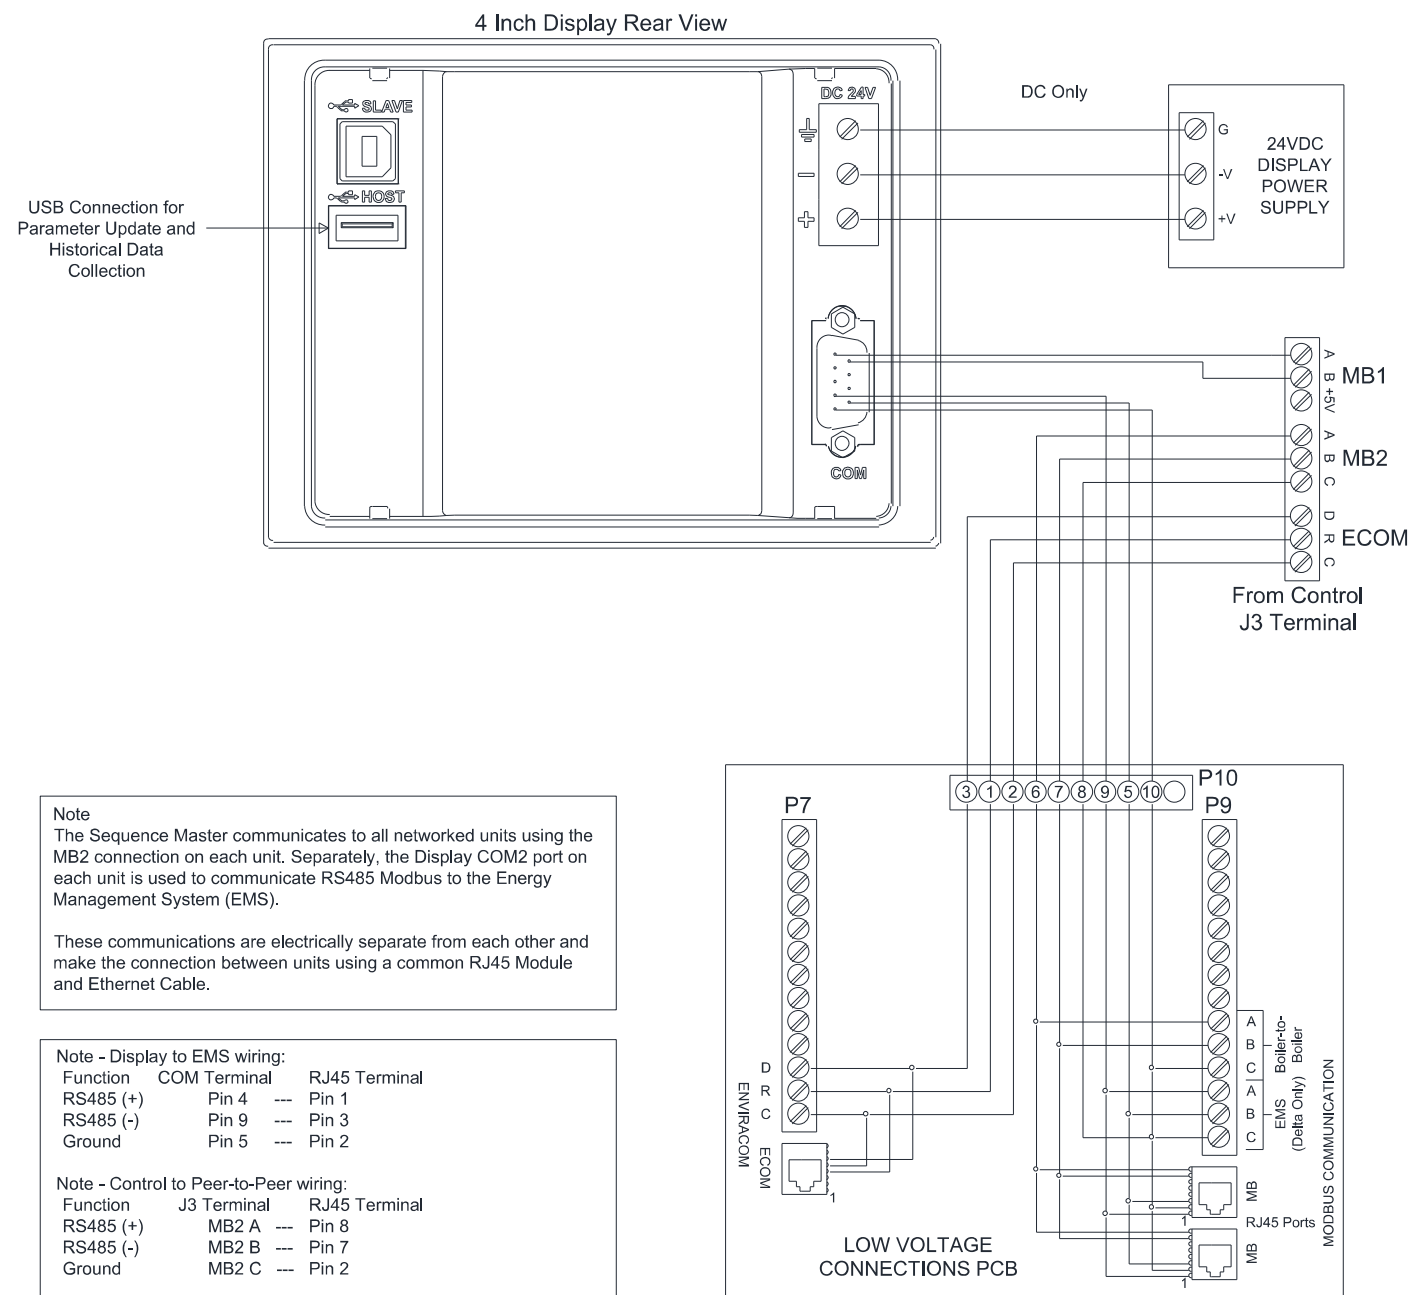 4 Inch Display Rear View
SLAVE
HOST
DC 24V
COM
USB Connection for
Parameter Update and
Historical Data
Collection
DC Only
G
-V
+V
24VDC
DISPLAY
POWER
SUPPLY
A
B
+5V
MB1
A
B
C
MB2
D
R
C
ECOM
From Control
J3 Terminal
Note
The Sequence Master communicates to all networked units using the
MB2 connection on each unit. Separately, the Display COM2 port on
each unit is used to communicate RS485 Modbus to the Energy
Management System (EMS).
These communications are electrically separate from each other and
make the connection between units using a common RJ45 Module
and Ethernet Cable.
Note - Display to EMS wiring:
Function COM Terminal RJ45 Terminal
RS485 (+) Pin 4 --- Pin 1
RS485 (-) Pin 9 --- Pin 3
Ground Pin 5 --- Pin 2
Note - Control to Peer-to-Peer wiring:
Function J3 Terminal RJ45 Terminal
RS485 (+) MB2 A --- Pin 8
RS485 (-) MB2 B --- Pin 7
Ground MB2 C --- Pin 2
P10
3 1 2 6 7 8 9 5 10
P7
P9
D
R
C
ENVIRACOM
ECOM
1
A
B
C
Boiler-to-
Boiler
A
B
C
EMS
(Delta Only)
MODBUS COMMUNICATION
MB
1
RJ45 Ports
MB
1
LOW VOLTAGE
CONNECTIONS PCB